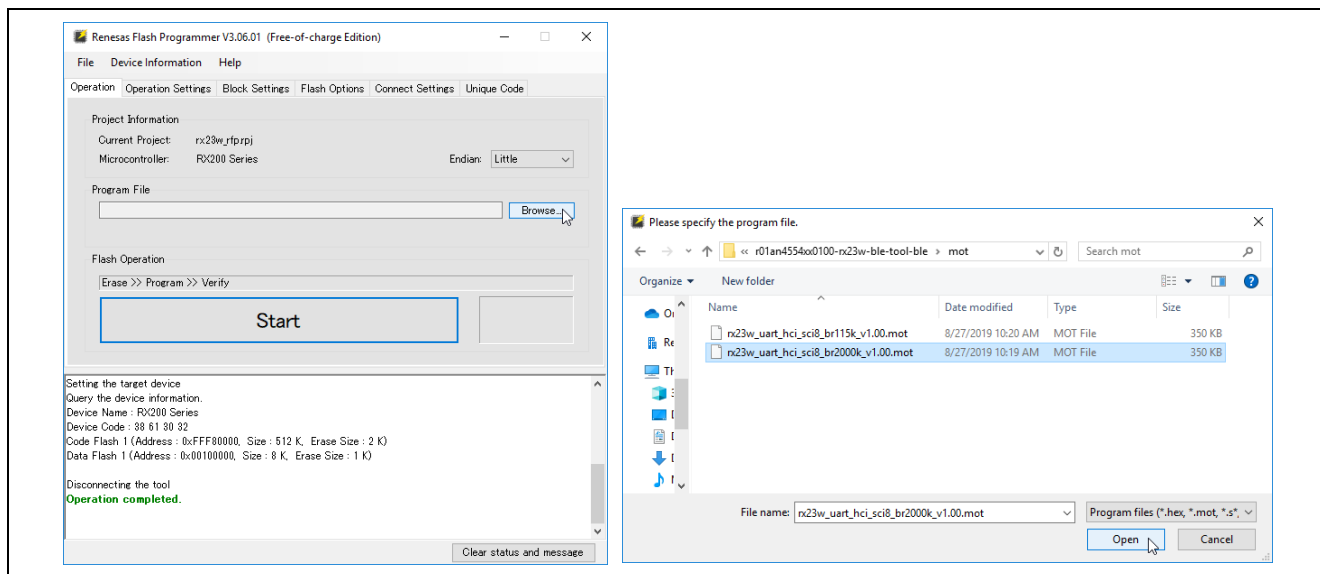 Renesas Flash Programmer V3.06.01 (Free-of-charge Edition)
File Device Information Help
Operation Operation Settings Block Settings Flash Options Connect Settings Unique Code
Project Information
Current Project: rx23w_rfp.rpj
Microcontroller: RX200 Series Endian: Little
Program File
Browse...
Flash Operation
Erase >> Program >> Verify
Start
Setting the target device
Query the device information.
Device Name : RX200 Series
Device Code : 38 61 30 32
Code Flash 1 (Address : 0xFFF80000, Size : 512 K, Erase Size : 2 K)
Data Flash 1 (Address : 0x00100000, Size : 8 K, Erase Size : 1 K)
Disconnecting the tool
Operation completed.
Clear status and message
Please specify the program file.
« r01an4554xx0100-rx23w-ble-tool-ble > mot Search mot
Organize New folder
Name Date modified Type Size
rx23w_uart_hci_sci8_br115k_v1.00.mot 8/27/2019 10:20 AM MOT File 350 KB
rx23w_uart_hci_sci8_br2000k_v1.00.mot 8/27/2019 10:19 AM MOT File 350 KB
File name: rx23w_uart_hci_sci8_br2000k_v1.00.mot Program files (*.hex, *.mot, *.s*,
Open Cancel